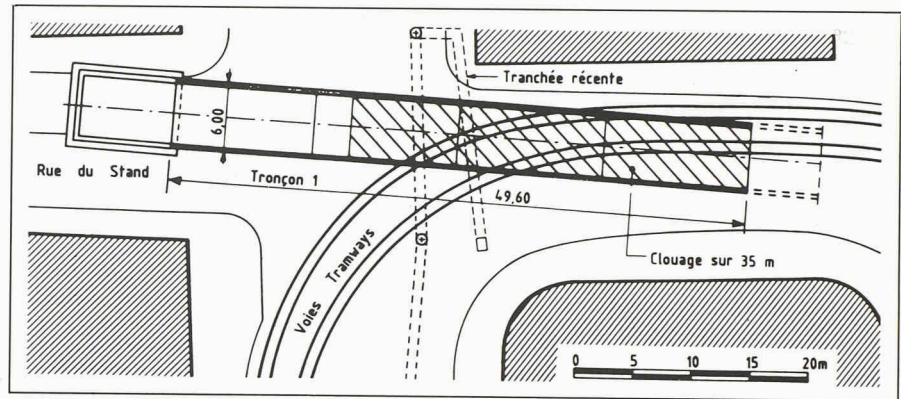 Tranchée récente
6,00
Rue du Stand
Tronçon 1
49,60
Clouage sur 35 m
Voies Tramways
0 5 10 15 20m